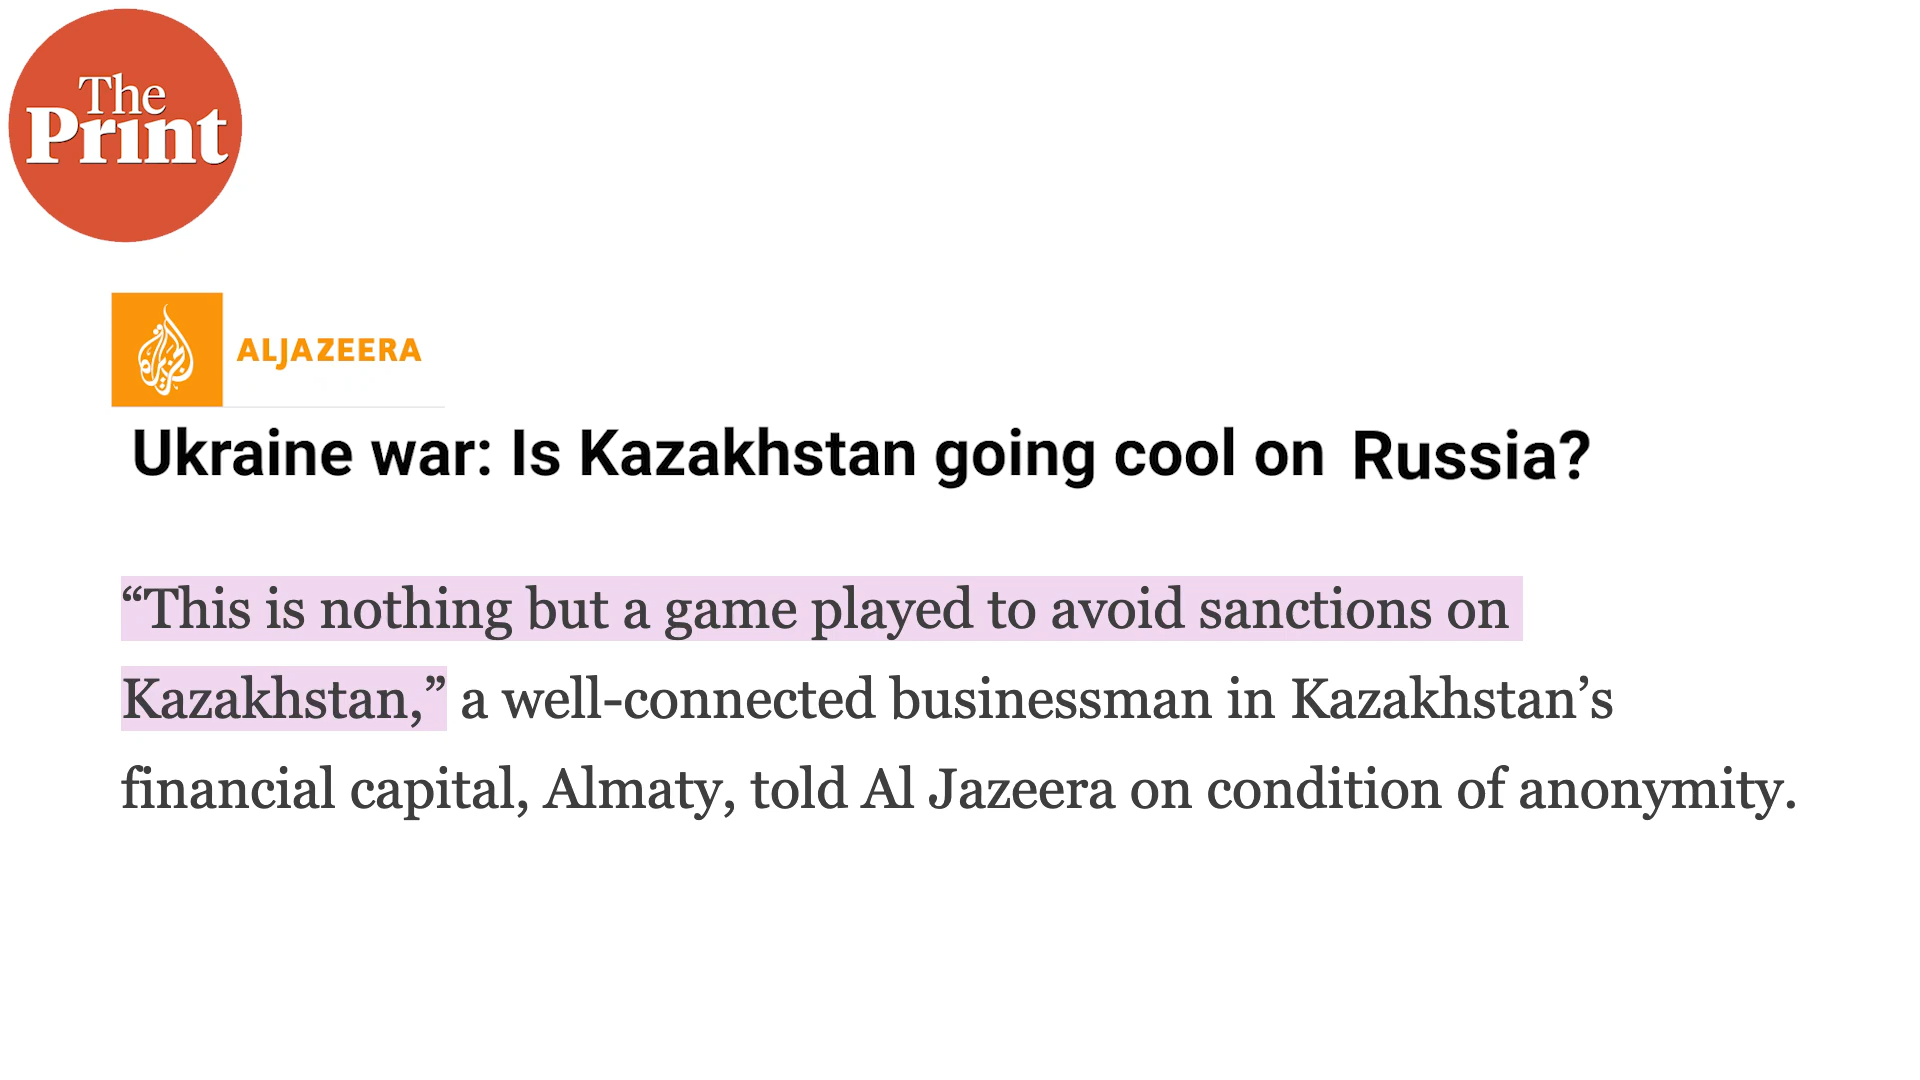 The
Print
ALJAZEERA
Ukraine war: Is Kazakhstan going cool on Russia?
“This is nothing but a game played to avoid sanctions on
Kazakhstan,” a well-connected businessman in Kazakhstan’s
financial capital, Almaty, told Al Jazeera on condition of anonymity.